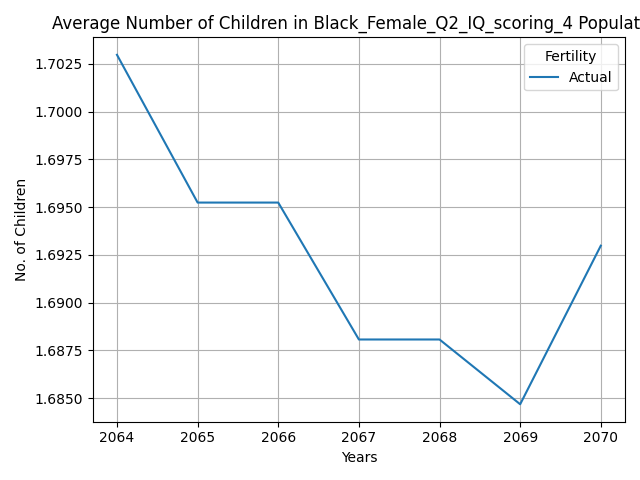 Average Number of Children in Black_Female_Q2_IQ_scoring_4 Populat
Fertility
Actual
1.7025
1.7000
1.6975
1.6950
1.6925
1.6900
1.6875
1.6850
No. of Children
2064 2065 2066 2067 2068 2069 2070
Years